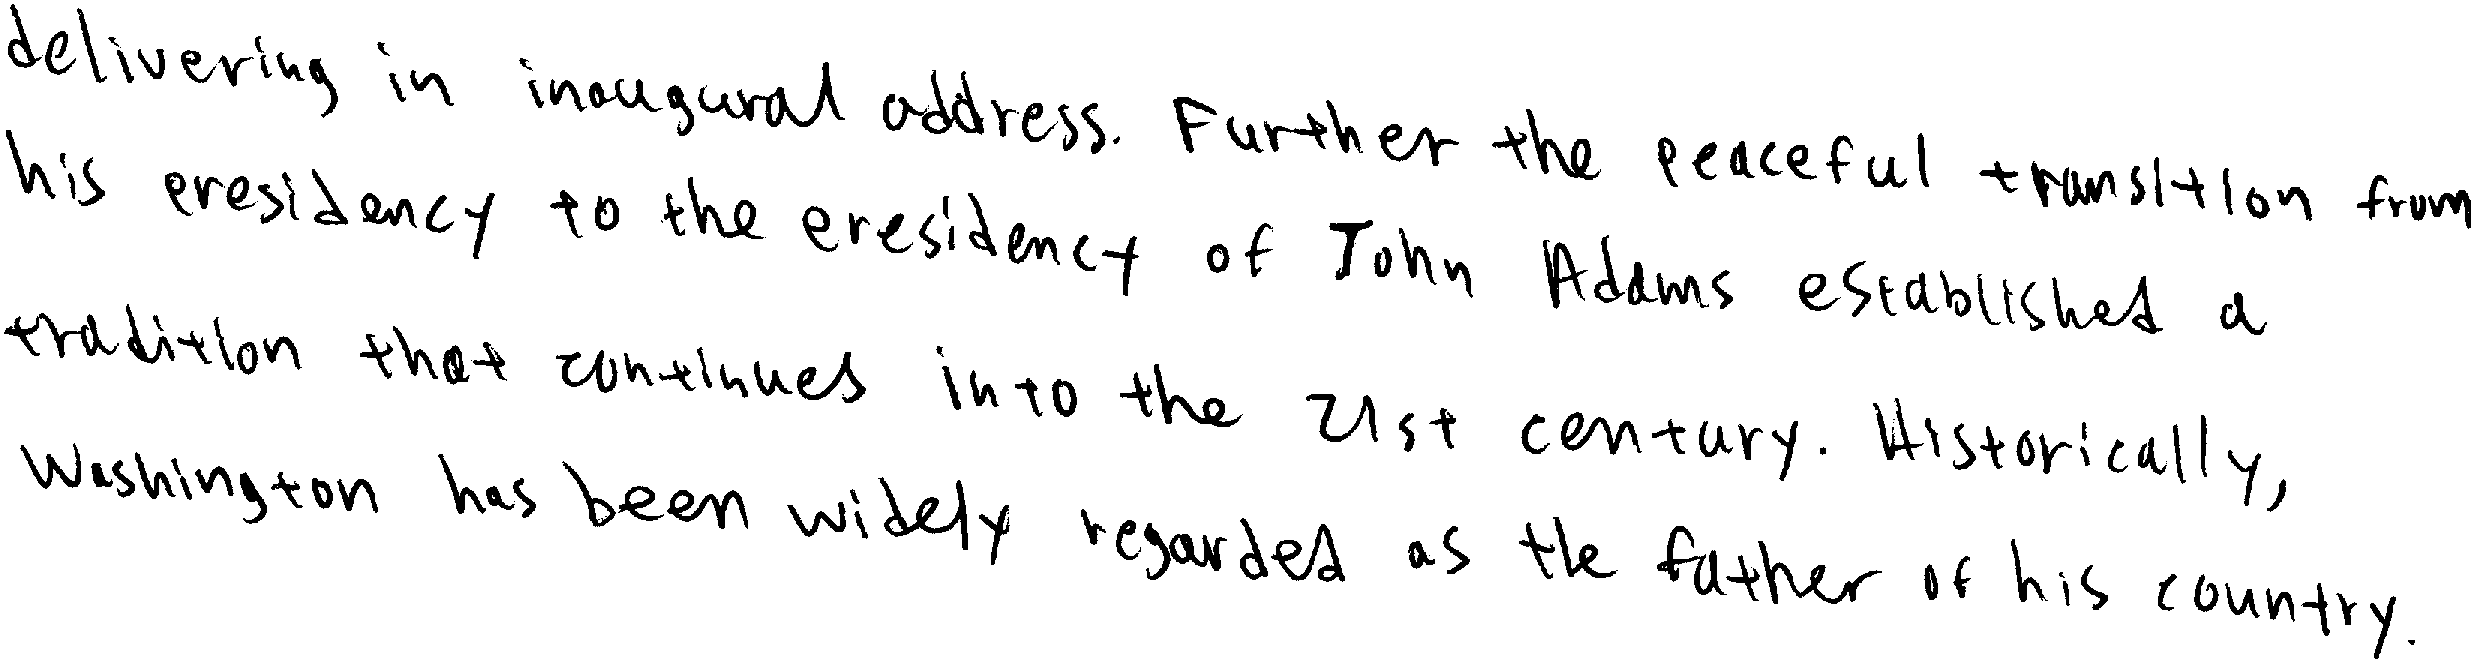 delivering in inaugural address. Further the peaceful transition from
his presidency to the presidency of John Adams established a
tradition that continues into the 21st century. Historically,
Washington has been widely regarded as the father of his country.